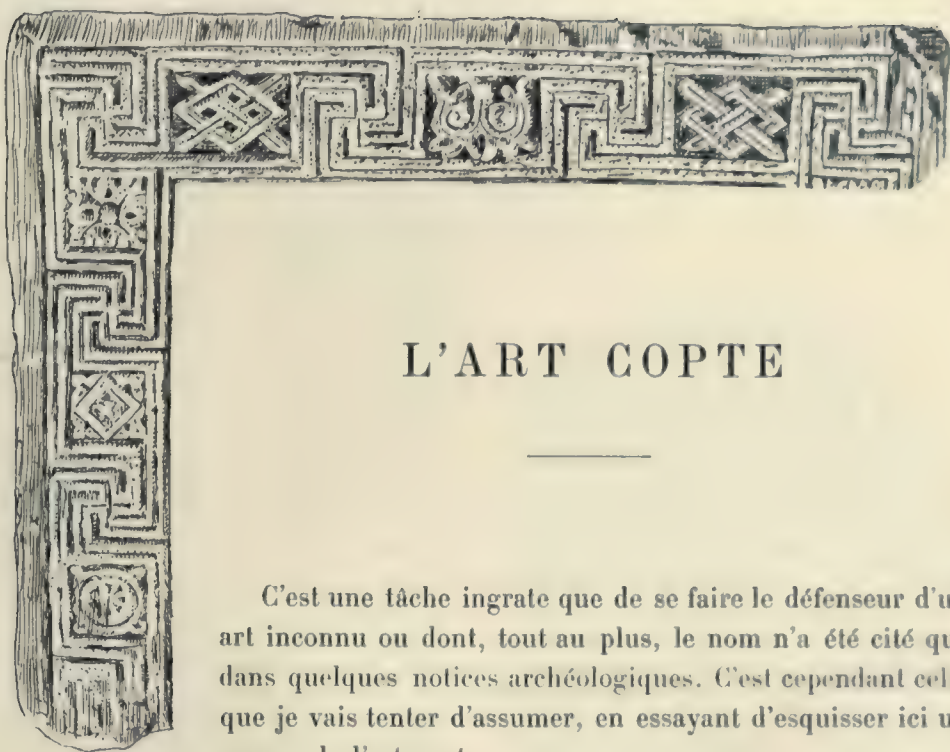 L'ART COPTE
C'est une tâche ingrate que de se faire le défenseur d'u
art inconnu ou dont, tout au plus, le nom n'a été cité qu
dans quelques notices archéologiques. C'est cependant cel
que je vais tenter d'assumer, en essayant d'esquisser ici u